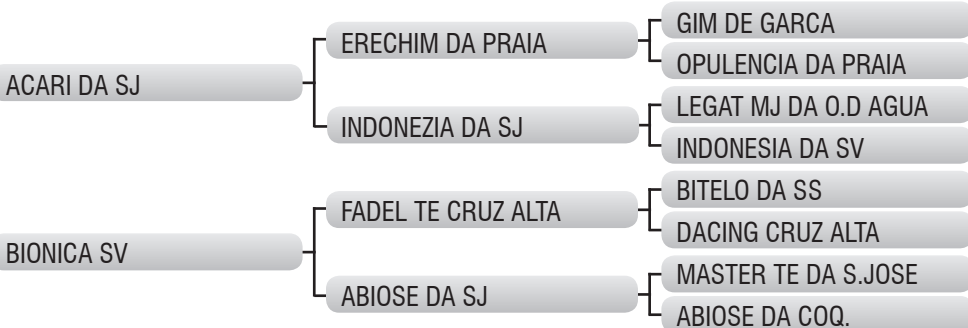 GIM DE GARCA
ERECHIM DA PRAIA
OPULENCIA DA PRAIA
ACARI DA SJ
LEGAT MJ DA O.D AGUA
INDONEZIA DA SJ
INDONESIA DA SV
BITELO DA SS
FADEL TE CRUZ ALTA
DACING CRUZ ALTA
BIONICA SV
MASTER TE DA S.JOSE
ABIOSE DA SJ
ABIOSE DA COQ.